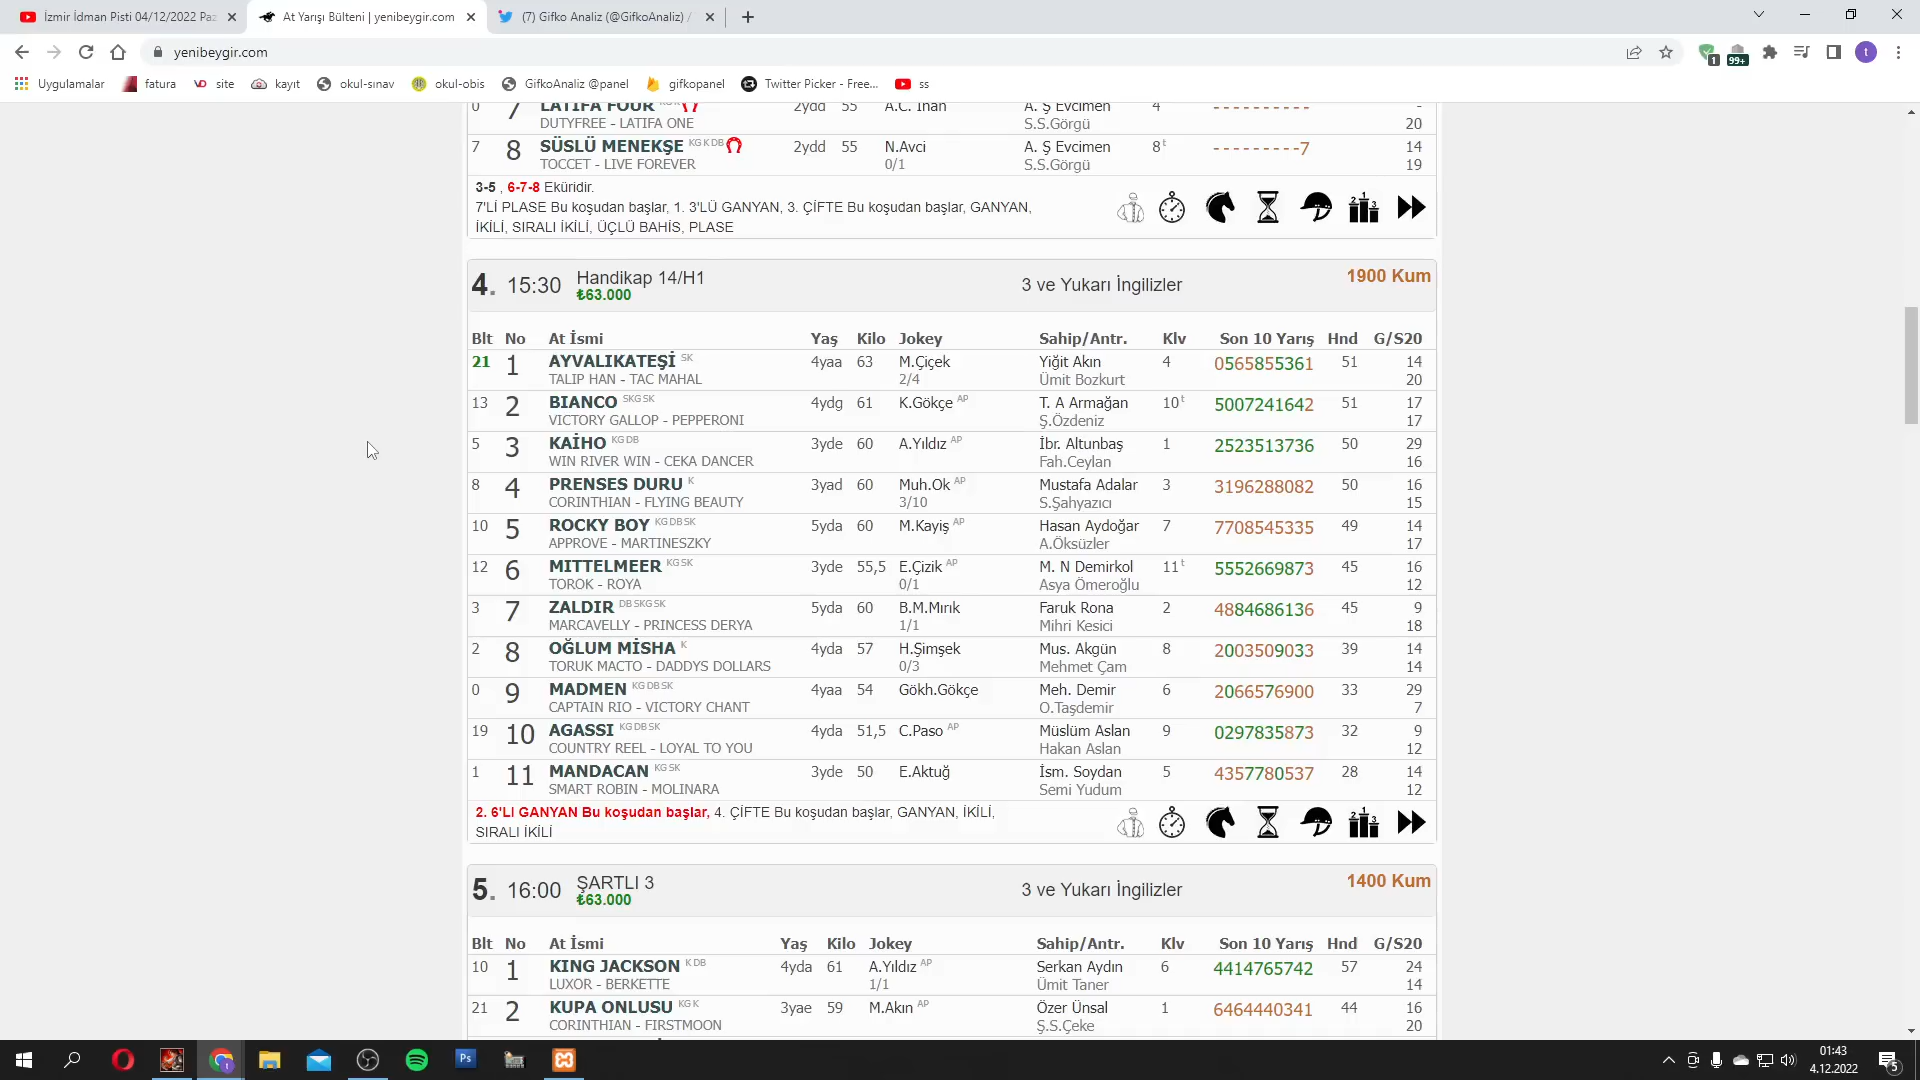 İzmir İdman Pisti 04/12/2022 Paz
At Yarışı Bülteni | yenibeygir.com
(7) Gifko Analiz (@GifkoAnaliz) /
yenibeygir.com
1
99+
t
Uygulamalar
fatura
site
kayıt
okul-sınav
okul-obis
GifkoAnaliz @panel
gifkopanel
Twitter Picker - Free...
ss
0 7 LATIFA FOUR 2ydd 55 A.C. İnan A. Ş Evcimen 4 ---------- -
DUTYFREE - LATIFA ONE S.S.Görgü 20
7 8 SÜSLÜ MENEKŞE KG K DB 2ydd 55 N.Avci A. Ş Evcimen 8 t ---------7 14
TOCCET - LIVE FOREVER 0/1 S.S.Görgü 19
3-5 , 6-7-8 Eküridir.
7'Lİ PLASE Bu koşudan başlar, 1. 3'LÜ GANYAN, 3. ÇİFTE Bu koşudan başlar, GANYAN,
İKİLİ, SIRALI İKİLİ, ÜÇLÜ BAHİS, PLASE
4. 15:30 Handikap 14/H1 3 ve Yukarı İngilizler 1900 Kum
₺63.000
Blt No At İsmi Yaş Kilo Jokey Sahip/Antr. Klv Son 10 Yarış Hnd G/S20
21 1 AYVALIKATEŞİ SK 4yaa 63 M.Çiçek Yiğit Akın 4 0565855361 51 14
TALIP HAN - TAC MAHAL 2/4 Ümit Bozkurt 20
13 2 BIANCO SKG SK 4ydg 61 K.Gökçe AP T. A Armağan 10 t 5007241642 51 17
VICTORY GALLOP - PEPPERONI Ş.Özdeniz 17
5 3 KAİHO KG DB 3yde 60 A.Yıldız AP İbr. Altunbaş 1 2523513736 50 29
WIN RIVER WIN - CEKA DANCER Fah.Ceylan 16
8 4 PRENSES DURU K 3yad 60 Muh.Ok AP Mustafa Adalar 3 3196288082 50 16
CORINTHIAN - FLYING BEAUTY 3/10 S.Şahyazıcı 15
10 5 ROCKY BOY KG DB SK 5yda 60 M.Kayiş AP Hasan Aydoğar 7 7708545335 49 14
APPROVE - MARTINESZKY A.Öksüzler 17
12 6 MITTELMEER KG SK 3yde 55,5 E.Çizik AP M. N Demirkol 11 t 5552669873 45 16
TOROK - ROYA 0/1 Asya Ömeroğlu 12
3 7 ZALDIR DB SKG SK 5yda 60 B.M.Mırık Faruk Rona 2 4884686136 45 9
MARCAVELLY - PRINCESS DERYA 1/1 Mihri Kesici 18
2 8 OĞLUM MİSHA K 4yda 57 H.Şimşek Mus. Akgün 8 2003509033 39 14
TORUK MACTO - DADDYS DOLLARS 0/3 Mehmet Çam 14
0 9 MADMEN KG DB SK 4yaa 54 Gökh.Gökçe Meh. Demir 6 2066576900 33 29
CAPTAIN RIO - VICTORY CHANT O.Taşdemir 7
19 10 AGASSI KG DB SK 4yda 51,5 C.Paso AP Müslüm Aslan 9 0297835873 32 9
COUNTRY REEL - LOYAL TO YOU Hakan Aslan 12
1 11 MANDACAN KG SK 3yde 50 E.Aktuğ İsm. Soydan 5 4357780537 28 14
SMART ROBIN - MOLINARA Semi Yudum 12
2. 6'LI GANYAN Bu koşudan başlar, 4. ÇİFTE Bu koşudan başlar, GANYAN, İKİLİ,
SIRALI İKİLİ
5. 16:00 ŞARTLI 3 3 ve Yukarı İngilizler 1400 Kum
₺63.000
Blt No At İsmi Yaş Kilo Jokey Sahip/Antr. Klv Son 10 Yarış Hnd G/S20
10 1 KING JACKSON K DB 4yda 61 A.Yıldız AP Serkan Aydın 6 4414765742 57 24
LUXOR - BERKETTE 1/1 Ümit Taner 14
21 2 KUPA ONLUSU KG K 3yae 59 M.Akın AP Özer Ünsal 1 6464440341 44 16
CORINTHIAN - FIRSTMOON Ş.S.Çeke 20
Ps
01:43
4.12.2022
5